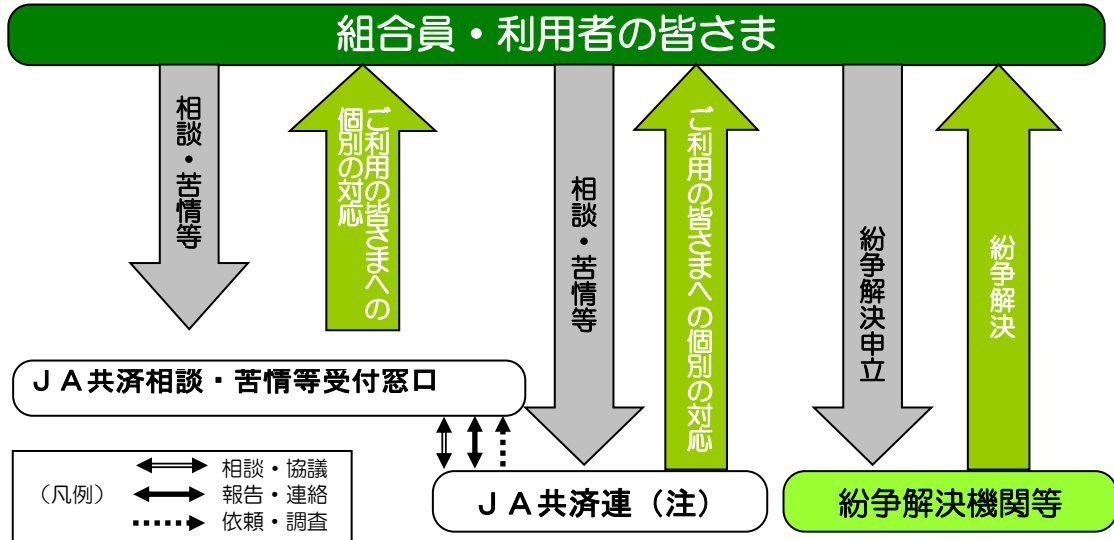 組合員・利用者の皆さま
相談・苦情等
ご利用の皆さまへの
個別の対応
相談・苦情等
ご利用の皆さまへの個別の対応
紛争解決申立
紛争解決
ＪＡ共済相談・苦情等受付窓口
ＪＡ共済連（注）
紛争解決機関等
（凡例）
相談・協議
報告・連絡
依頼・調査